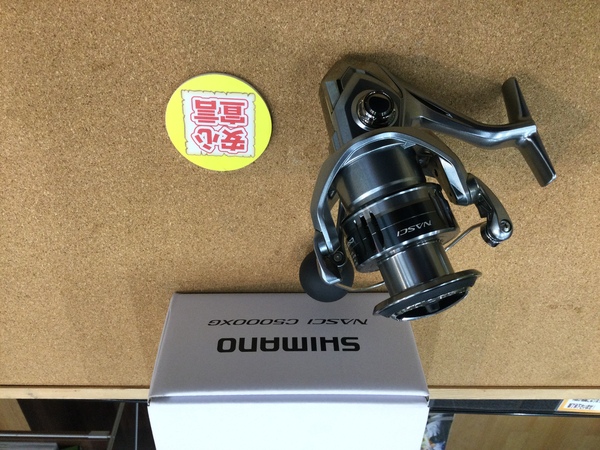 安心
宣言
NASCI
SHIMANO
NASCI C5000XG